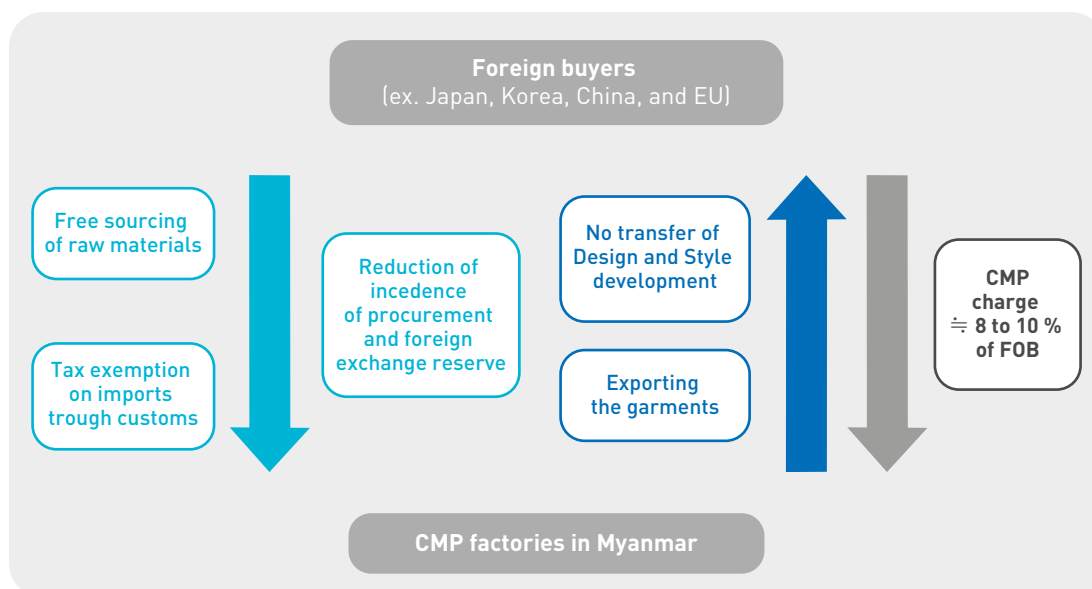 Foreign buyers
(ex. Japan, Korea, China, and EU)
Free sourcing
of raw materials
Tax exemption
on imports
trough customs
Reduction of
incedence
of procurement
and foreign
exchange reserve
No transfer of
Design and Style
development
Exporting
the garments
CMP
charge
≒ 8 to 10 %
of FOB
CMP factories in Myanmar